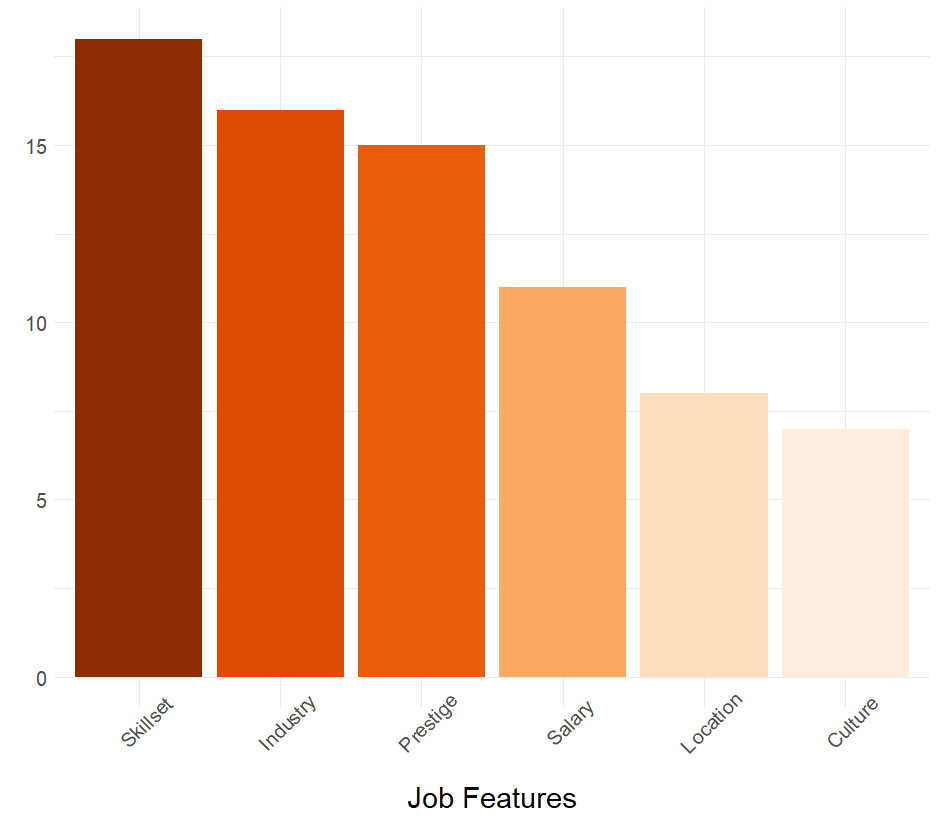 15
10
5
0
Skillset
Industry
Prestige
Salary
Location
Culture
Job Features